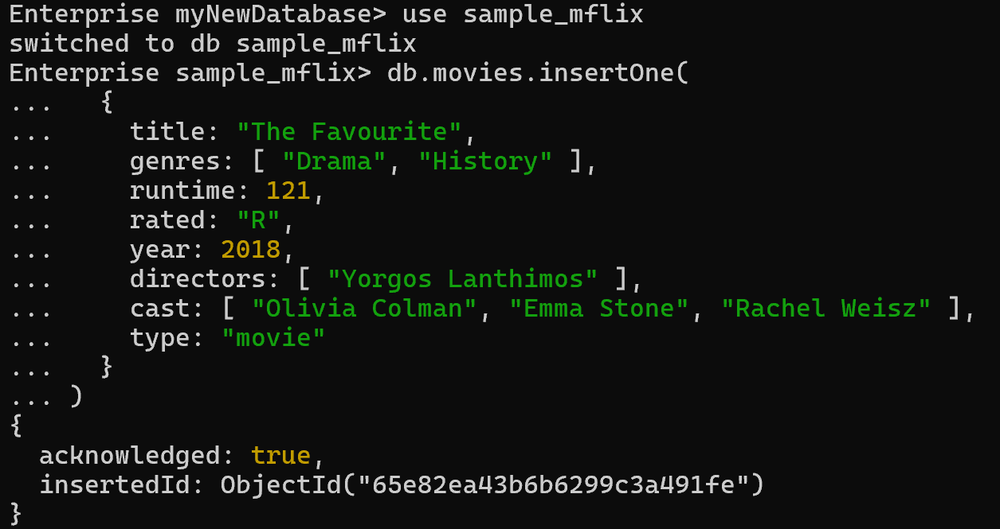 Enterprise myNewDatabase> use sample_mflix
switched to db sample_mflix
Enterprise sample_mflix> db.movies.insertOne(
...   {
...     title: "The Favourite",
...     genres: [ "Drama", "History" ],
...     runtime: 121,
...     rated: "R",
...     year: 2018,
...     directors: [ "Yorgos Lanthimos" ],
...     cast: [ "Olivia Colman", "Emma Stone", "Rachel Weisz" ],
...     type: "movie"
...   }
... )
{
  acknowledged: true,
  insertedId: ObjectId("65e82ea43b6b6299c3a491fe")
}